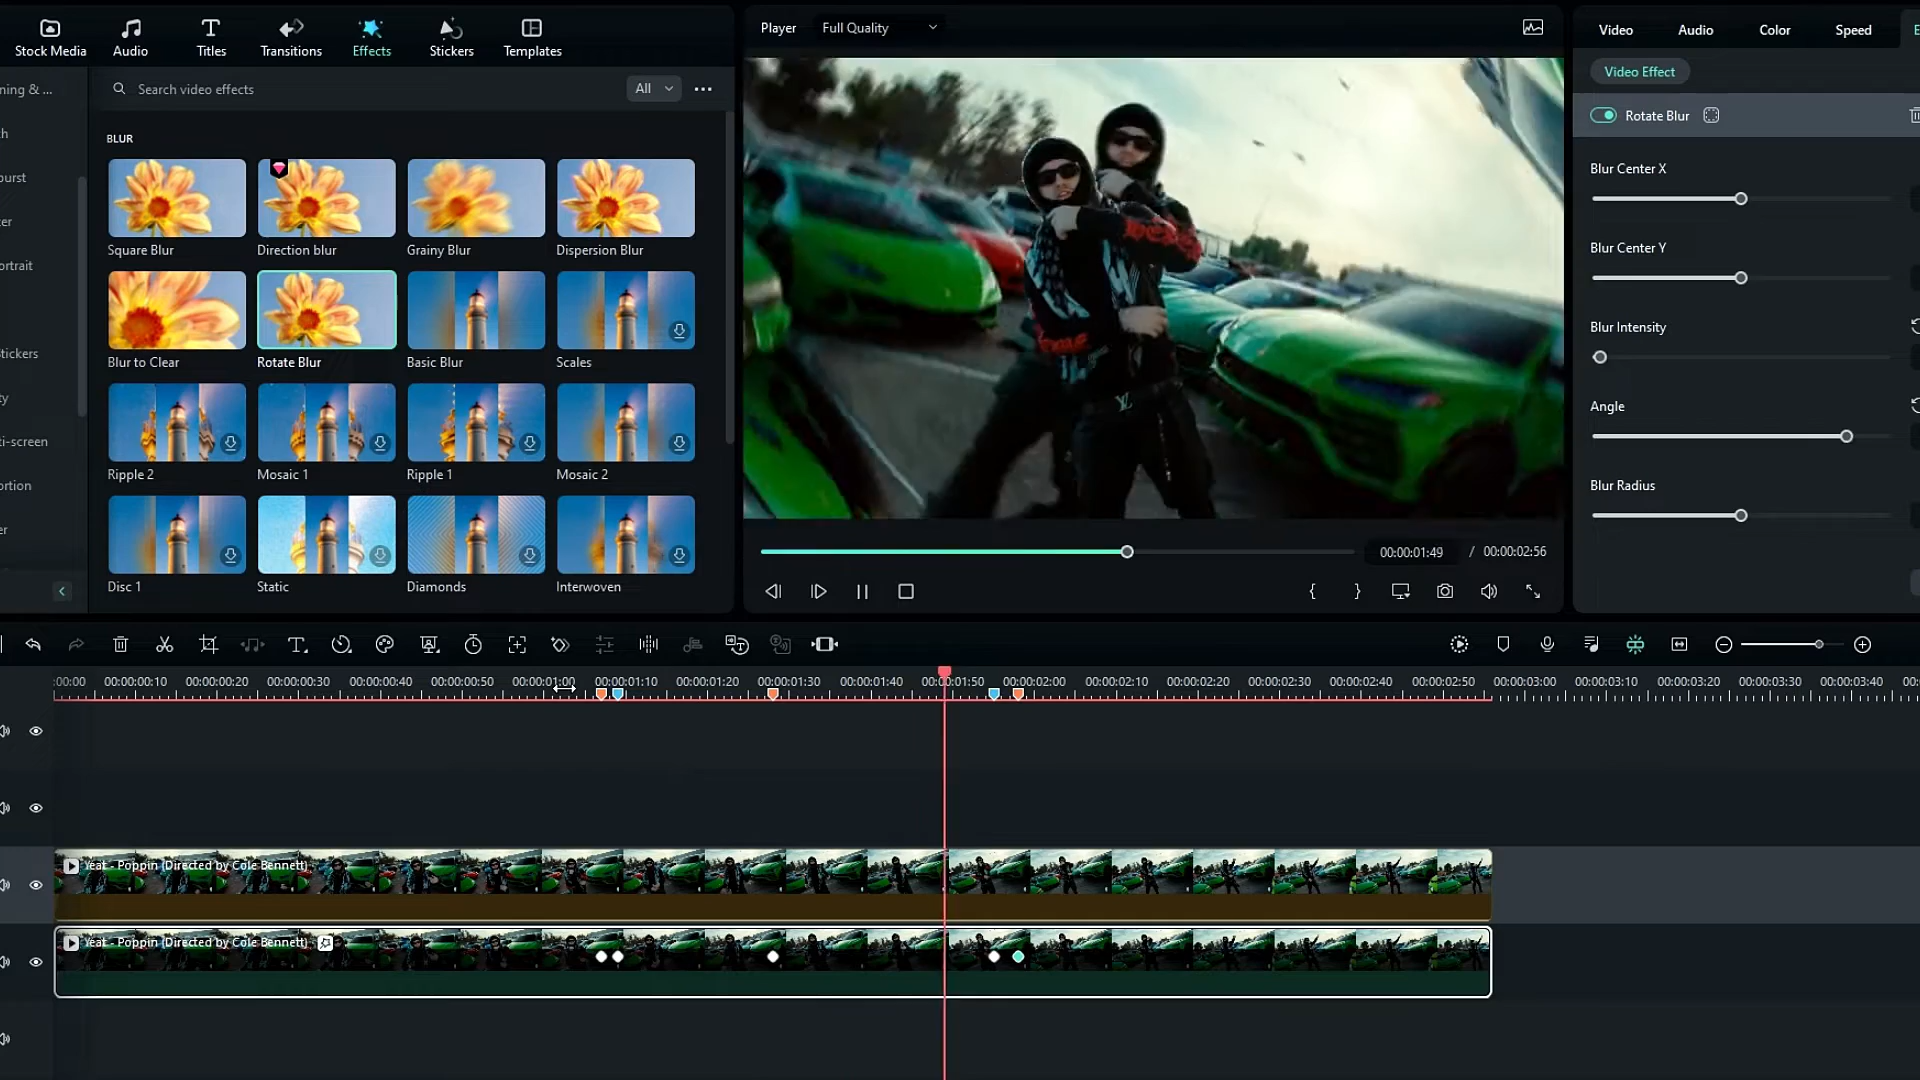 Stock Media
Audio
Titles
Transitions
Effects
Stickers
Templates
Search video effects
All
ning & ...
BLUR
Square Blur
Direction blur
Grainy Blur
Dispersion Blur
Blur to Clear
Rotate Blur
Basic Blur
Scales
Ripple 2
Mosaic 1
Ripple 1
Mosaic 2
Disc 1
Static
Diamonds
Interwoven
h
urst
er
ortrait
tickers
ty
ti-screen
ortion
er
Player
Full Quality
00:00:01:49 / 00:00:02:56
Video
Audio
Color
Speed
E
Video Effect
Rotate Blur
Blur Center X
Blur Center Y
Blur Intensity
Angle
Blur Radius
:00:00 00:00:00:10 00:00:00:20 00:00:00:30 00:00:00:40 00:00:00:50 00:00:01:00 00:00:01:10 00:00:01:20 00:00:01:30 00:00:01:40 00:00:01:50 00:00:02:00 00:00:02:10 00:00:02:20 00:00:02:30 00:00:02:40 00:00:02:50 00:00:03:00 00:00:03:10 00:00:03:20 00:00:03:30 00:00:03:40 00:
Yeat - Poppin (Directed by Cole Bennett)
Yeat - Poppin (Directed by Cole Bennett)